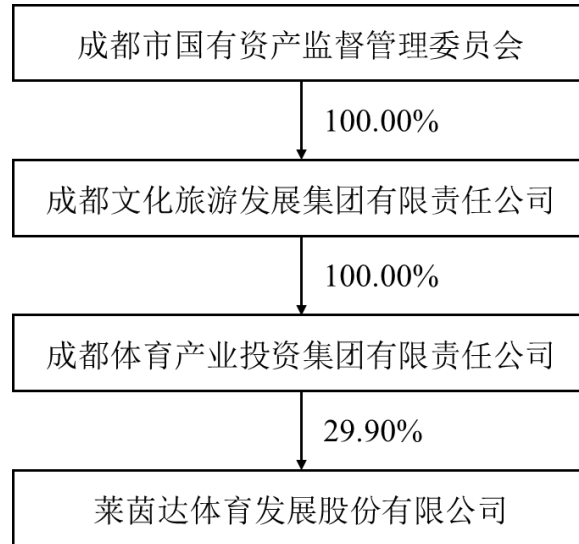 成都市国有资产监督管理委员会
100.00%
成都文化旅游发展集团有限责任公司
100.00%
成都体育产业投资集团有限责任公司
29.90%
莱茵达体育发展股份有限公司